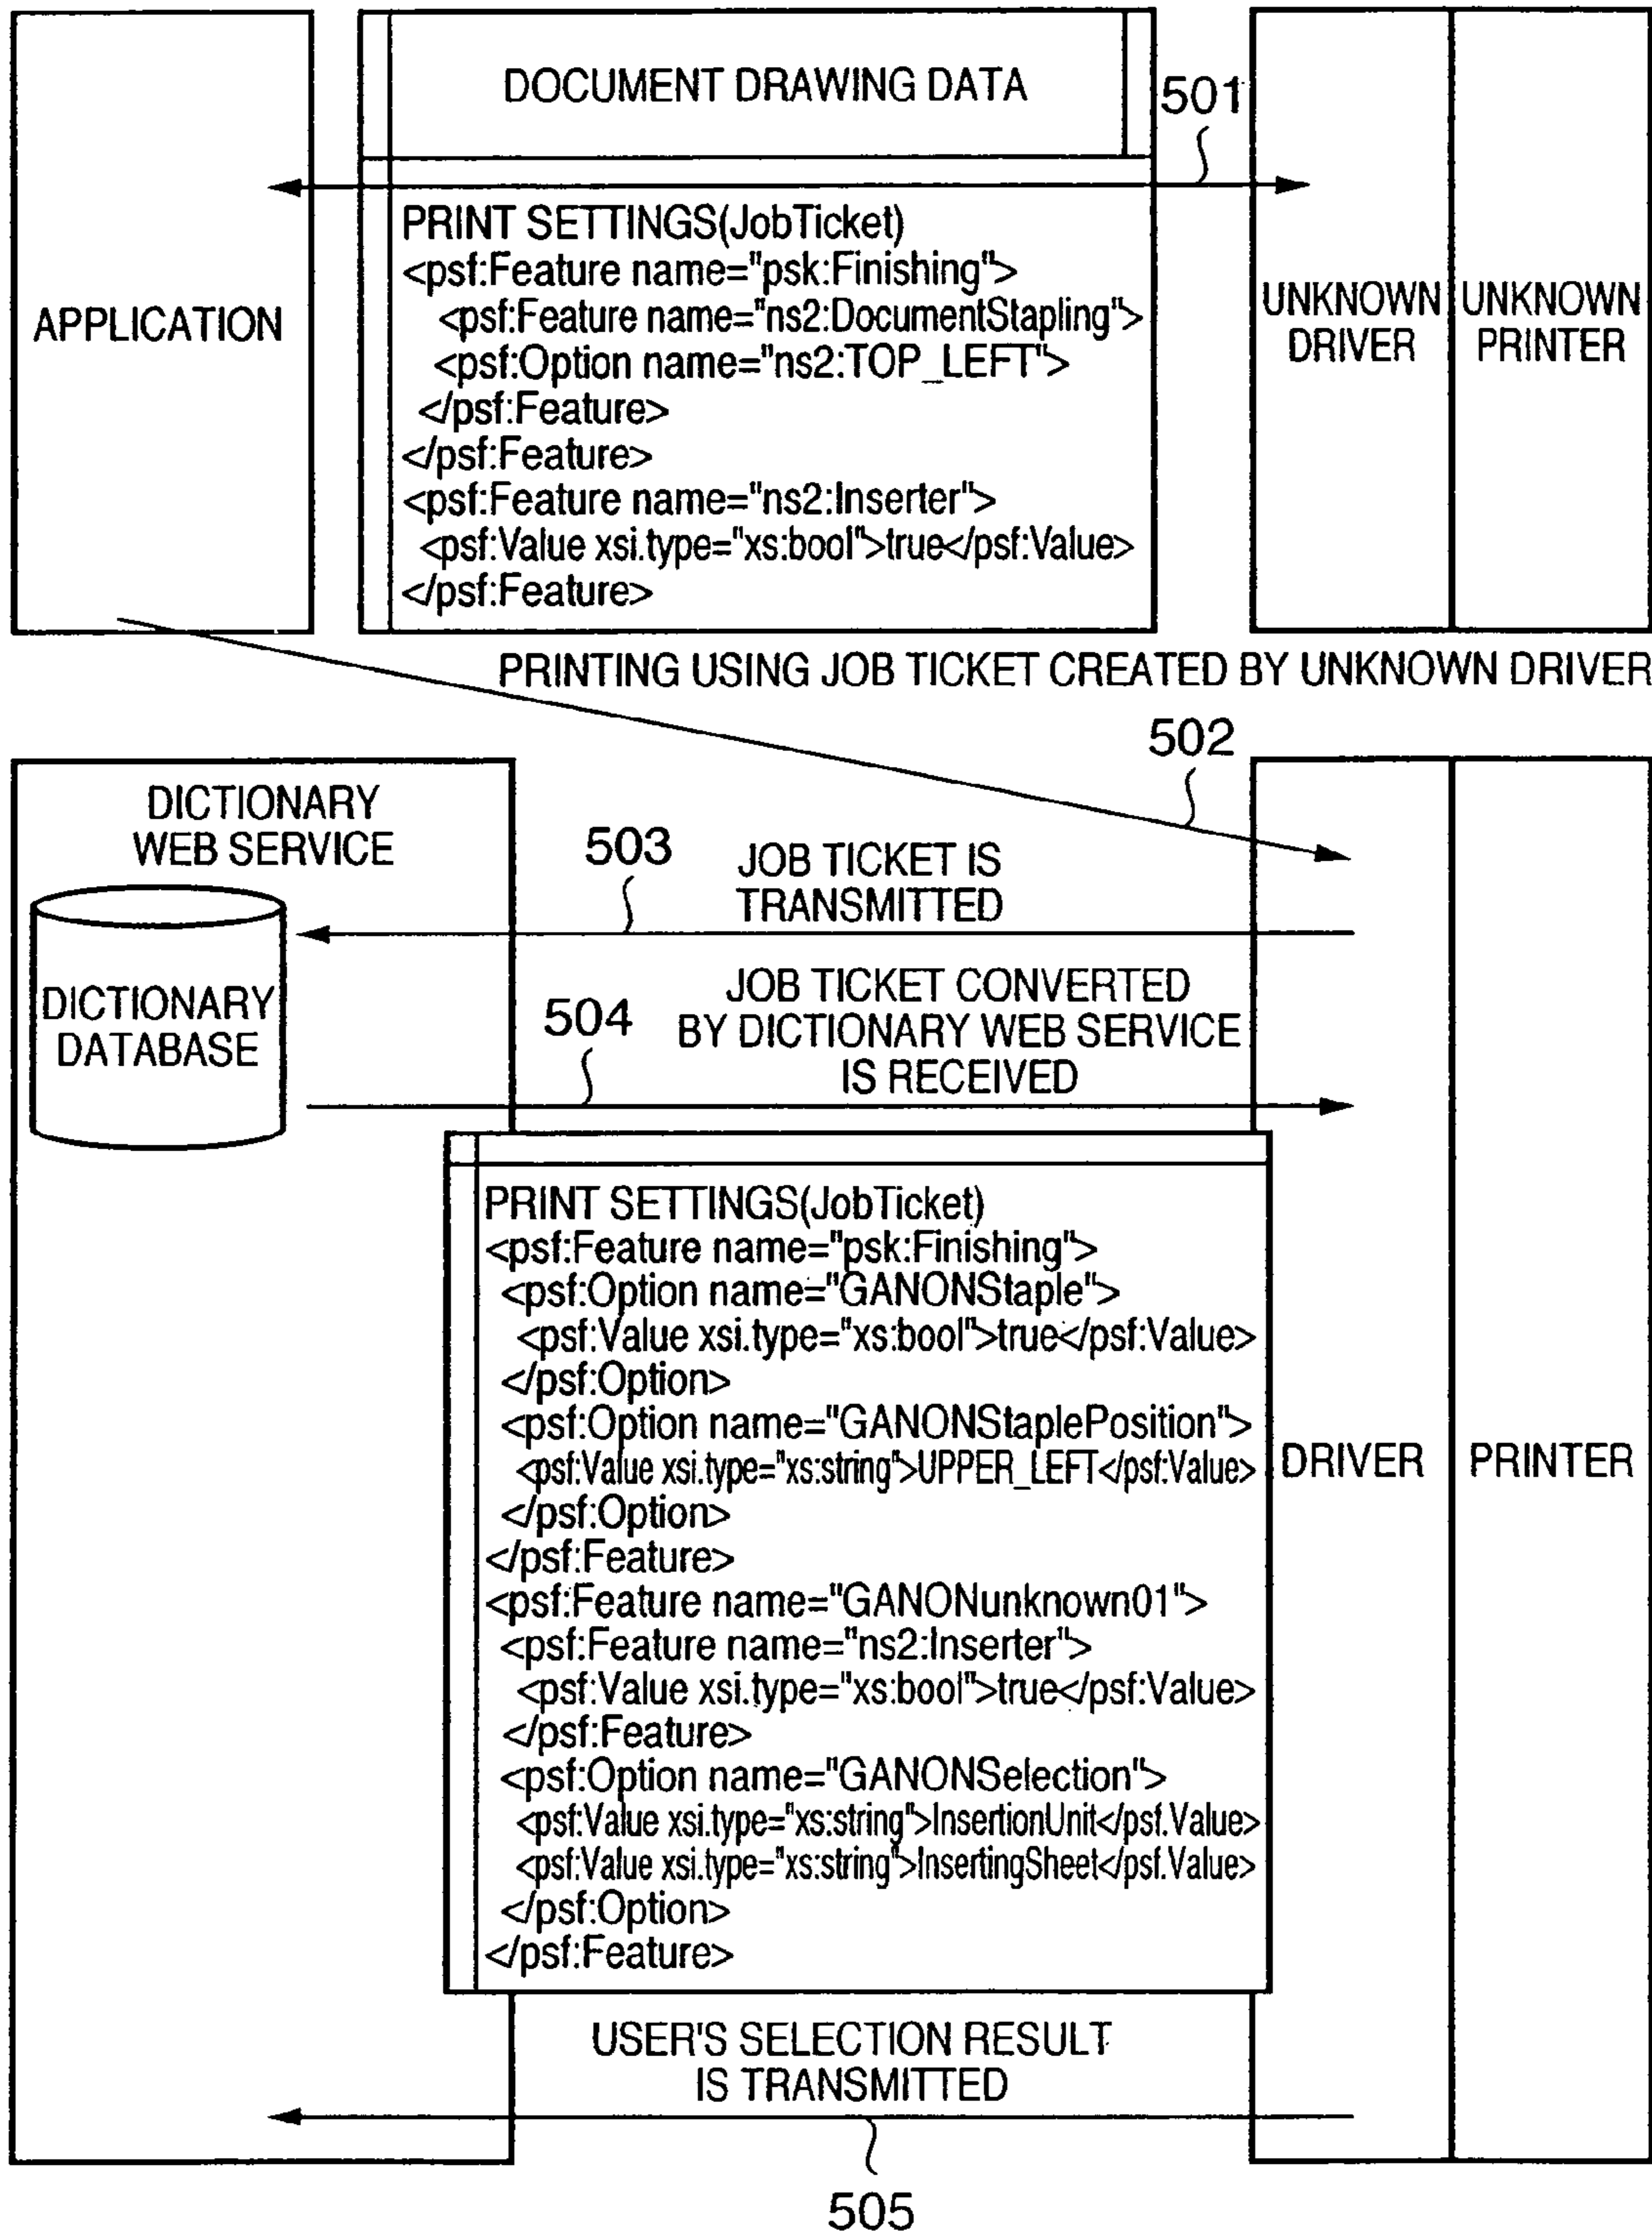 DOCUMENT DRAWING DATA
501
APPLICATION
PRINT SETTINGS(JobTicket)
<psf:Feature name="psk:Finishing">
<psf:Feature name="ns2:DocumentStapling">
<psf:Option name="ns2:TOP_LEFT">
</psf:Feature>
</psf:Feature>
<psf:Feature name="ns2:Inserter">
<psf:Value xsi.type="xs:bool">true</psf:Value>
</psf:Feature>
UNKNOWN
DRIVER
UNKNOWN
PRINTER
PRINTING USING JOB TICKET CREATED BY UNKNOWN DRIVER
502
DICTIONARY
WEB SERVICE
503
JOB TICKET IS
TRANSMITTED
DICTIONARY
DATABASE
504
JOB TICKET CONVERTED
BY DICTIONARY WEB SERVICE
IS RECEIVED
PRINT SETTINGS(JobTicket)
<psf:Feature name="psk:Finishing">
<psf:Option name="GANONStaple">
<psf:Value xsi.type="xs:bool">true</psf:Value>
</psf:Option>
<psf:Option name="GANONStaplePosition">
<psf:Value xsi.type="xs:string">UPPER_LEFT</psf:Value>
</psf:Option>
</psf:Feature>
<psf:Feature name="GANONunknown01">
<psf:Feature name="ns2:Inserter">
<psf:Value xsi.type="xs:bool">true</psf:Value>
</psf:Feature>
<psf:Option name="GANONSelection">
<psf:Value xsi.type="xs:string">InsertionUnit</psf.Value>
<psf:Value xsi.type="xs:string">InsertingSheet</psf.Value>
</psf:Option>
</psf:Feature>
DRIVER
PRINTER
USER'S SELECTION RESULT
IS TRANSMITTED
505